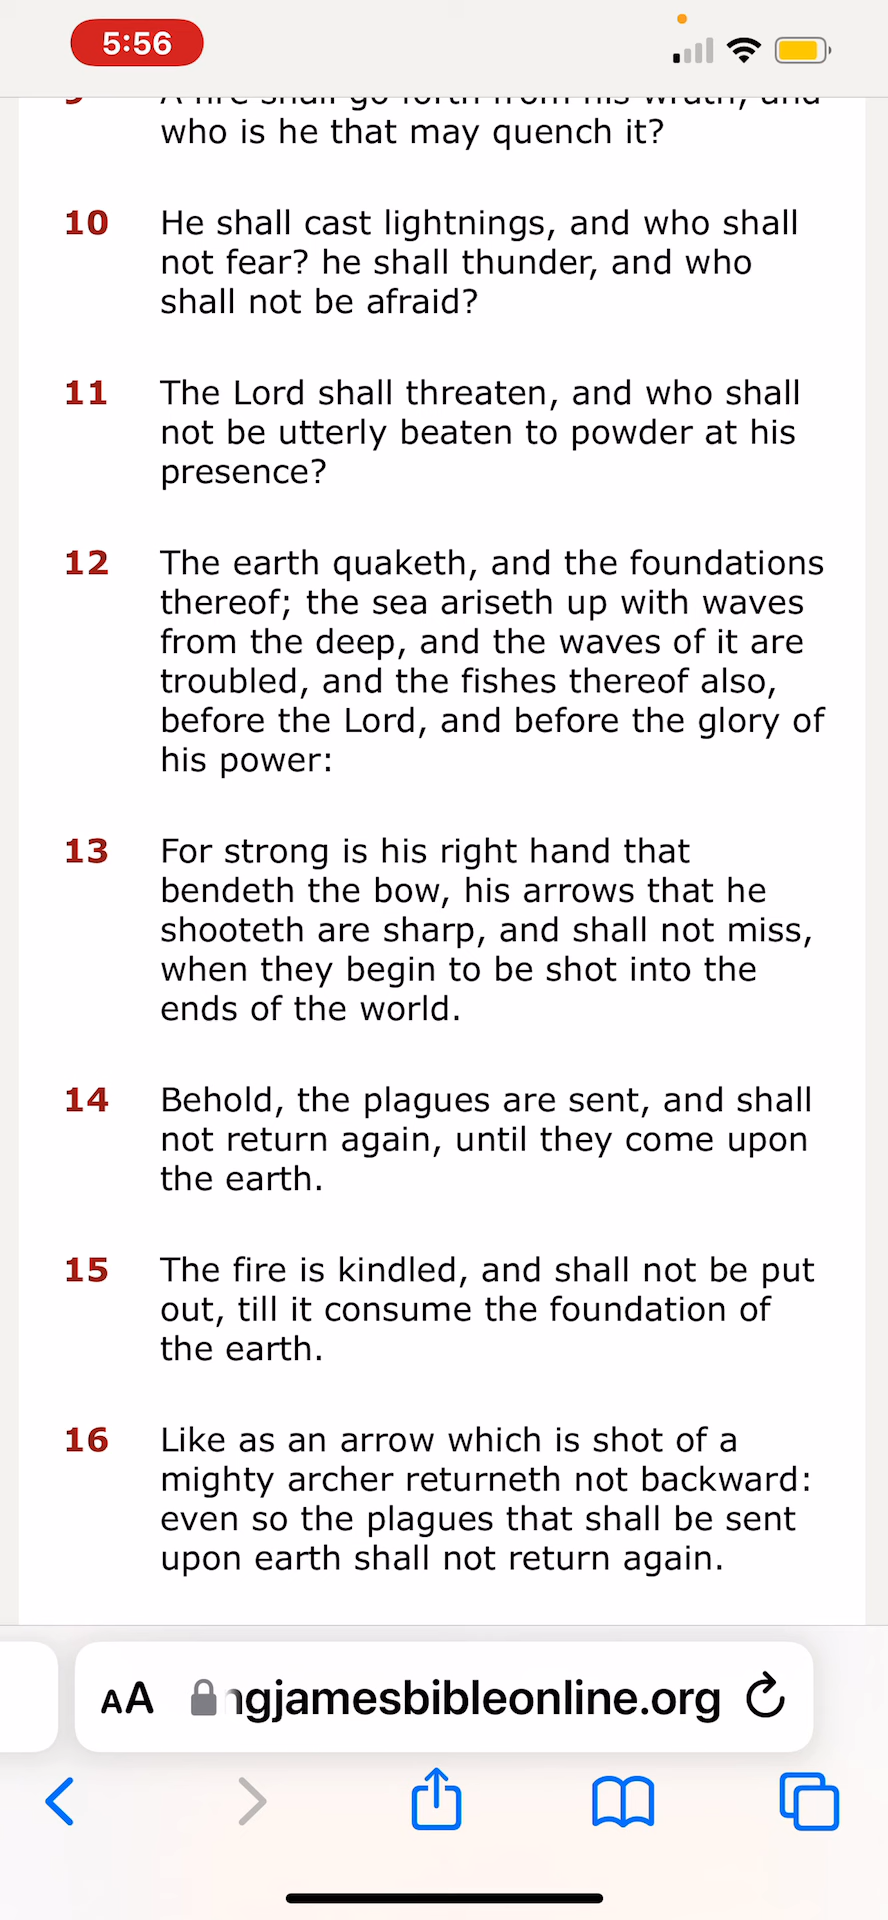 5:56
who is he that may quench it?
10 He shall cast lightnings, and who shall
not fear? he shall thunder, and who
shall not be afraid?
11 The Lord shall threaten, and who shall
not be utterly beaten to powder at his
presence?
12 The earth quaketh, and the foundations
thereof; the sea ariseth up with waves
from the deep, and the waves of it are
troubled, and the fishes thereof also,
before the Lord, and before the glory of
his power:
13 For strong is his right hand that
bendeth the bow, his arrows that he
shooteth are sharp, and shall not miss,
when they begin to be shot into the
ends of the world.
14 Behold, the plagues are sent, and shall
not return again, until they come upon
the earth.
15 The fire is kindled, and shall not be put
out, till it consume the foundation of
the earth.
16 Like as an arrow which is shot of a
mighty archer returneth not backward:
even so the plagues that shall be sent
upon earth shall not return again.
AA ngjamesbibleonline.org